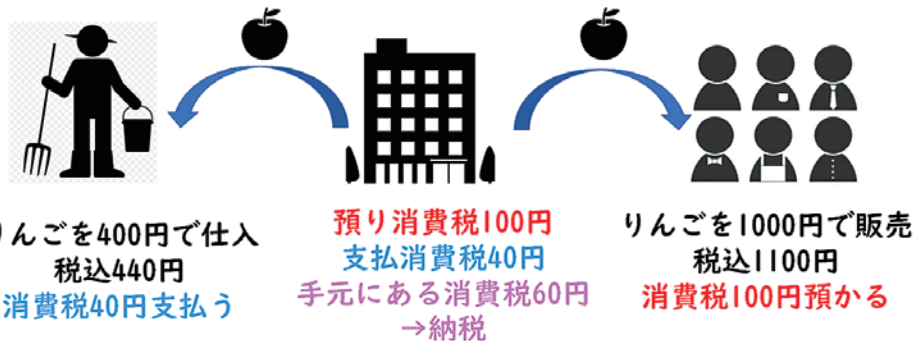 りんごを400円で仕入
税込440円
消費税40円支払う
預り消費税100円
支払消費税40円
手元にある消費税60円
→納税
りんごを1000円で販売
税込1100円
消費税100円預かる